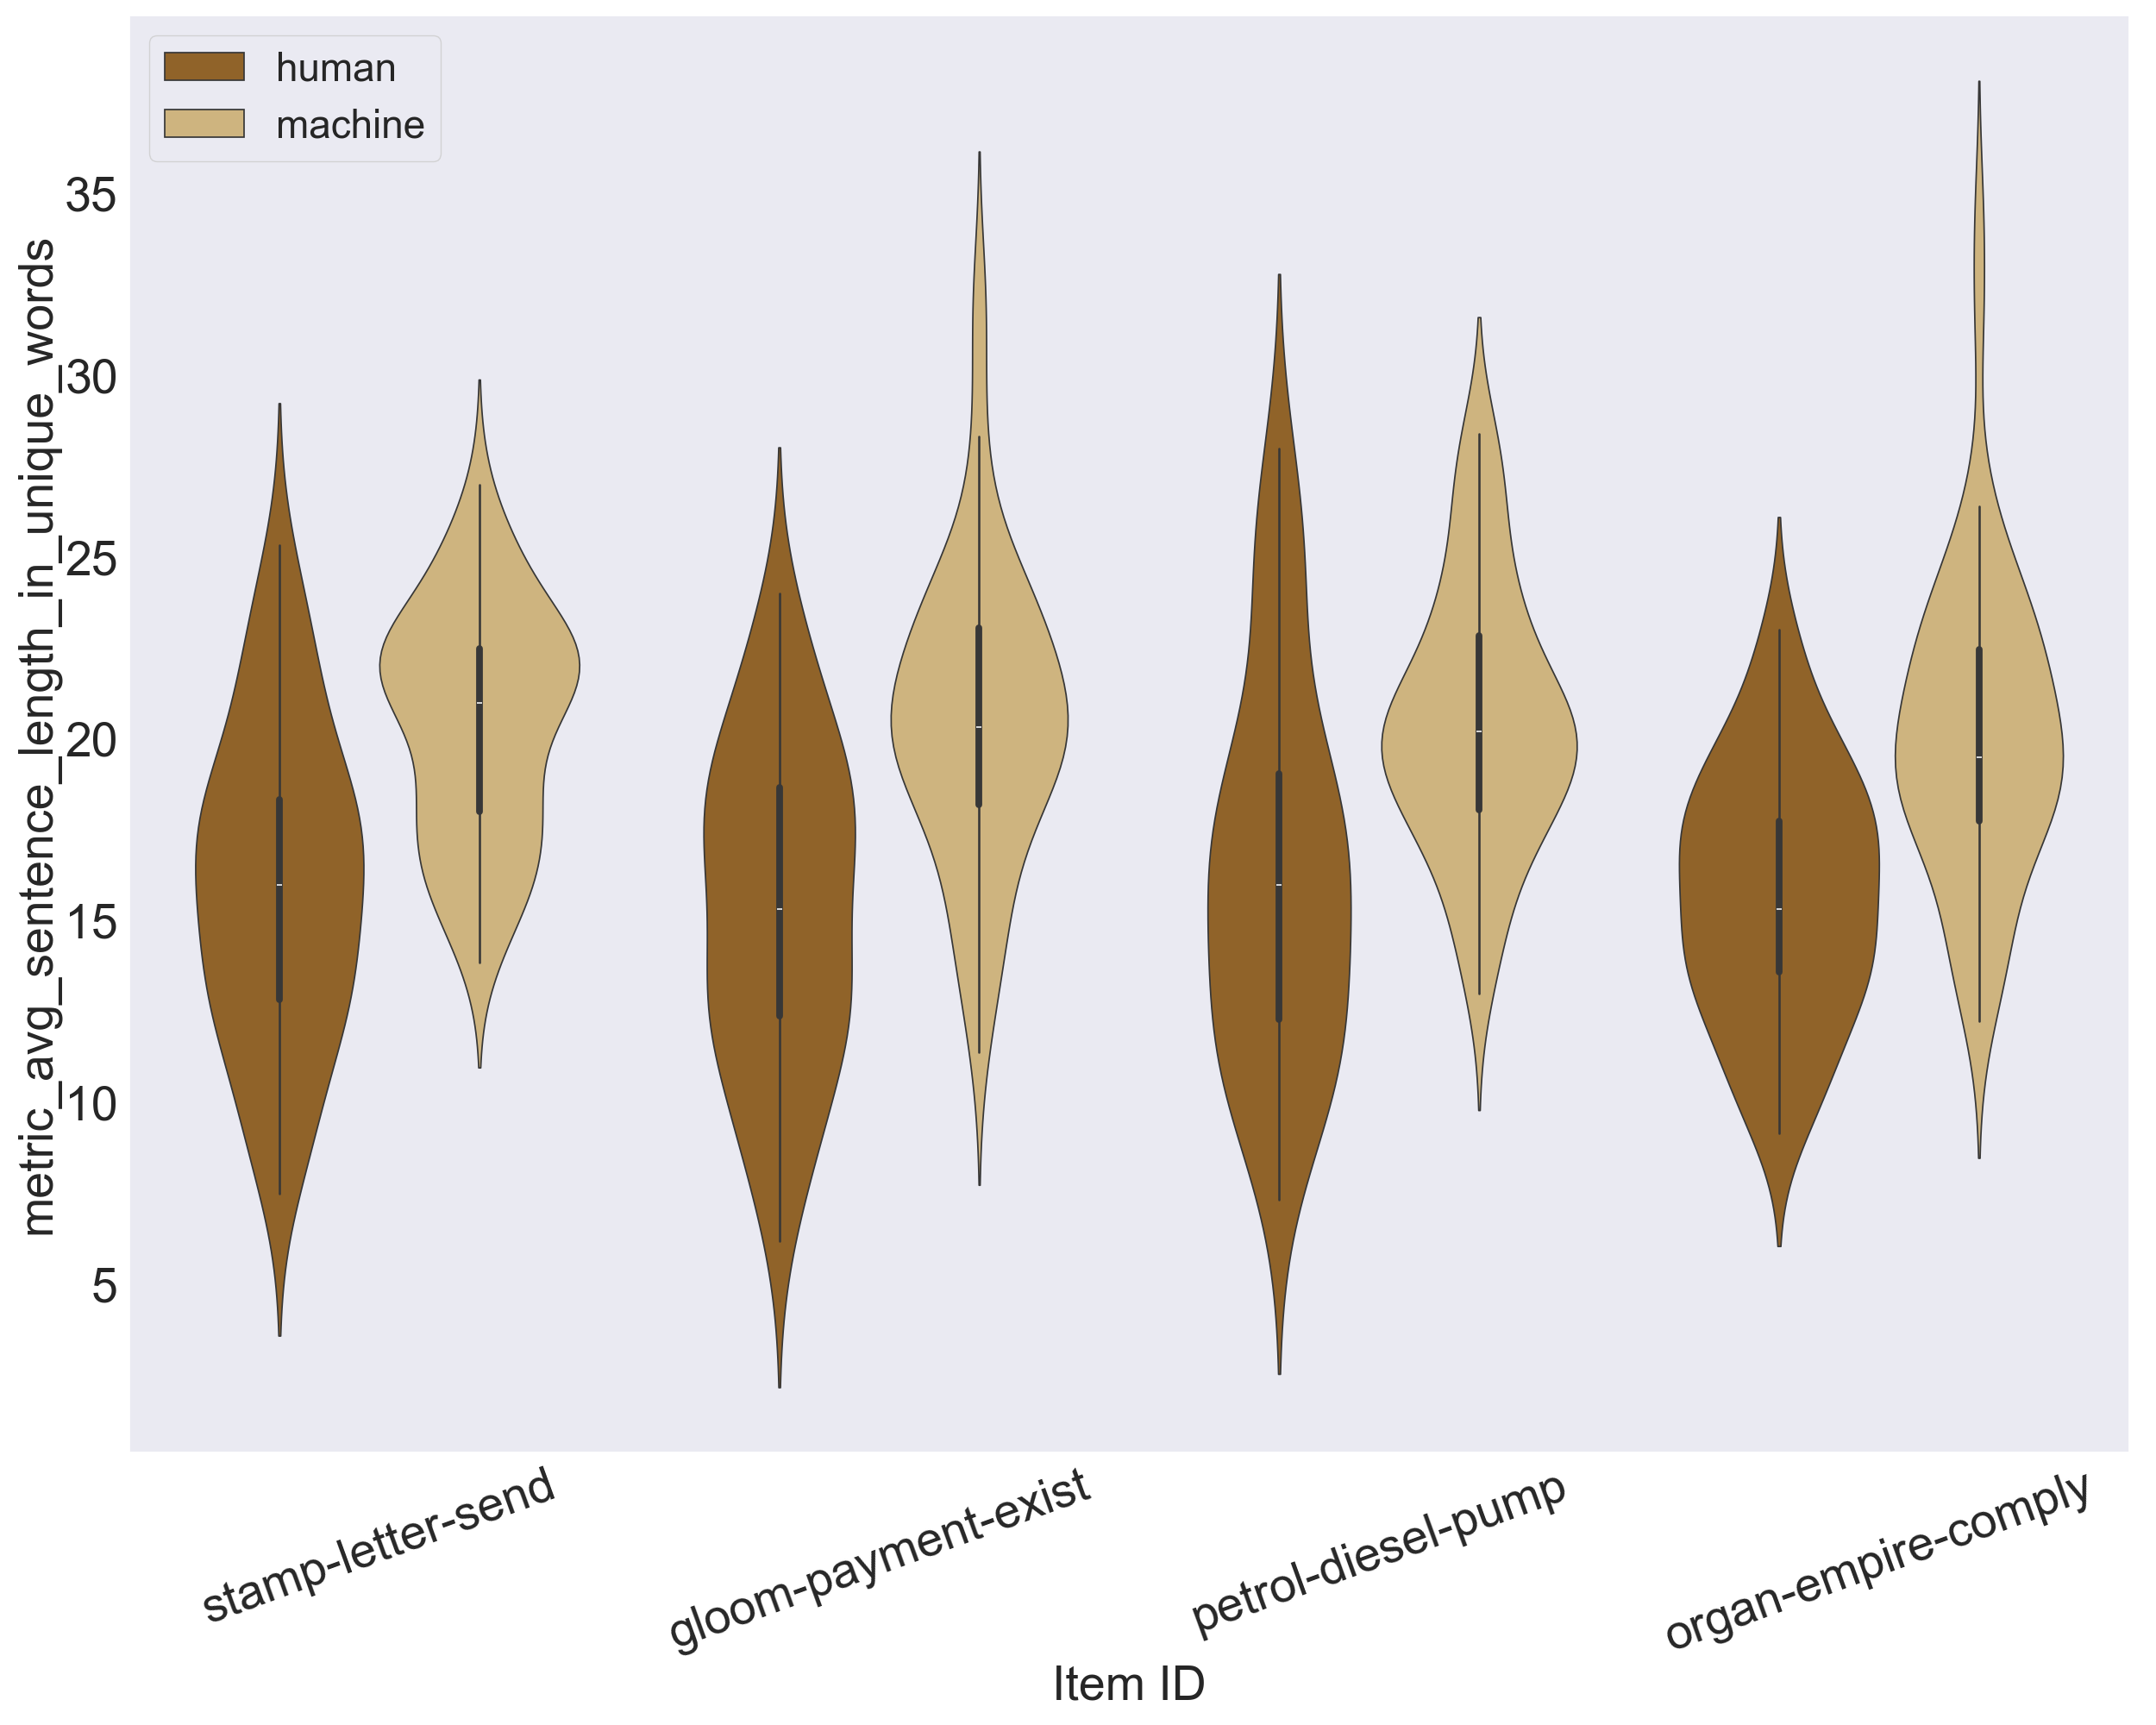 human
machine
metric_avg_sentence_length_in_unique_words
35
30
25
20
15
10
5
stamp-letter-send
gloom-payment-exist
petrol-diesel-pump
organ-empire-comply
Item ID